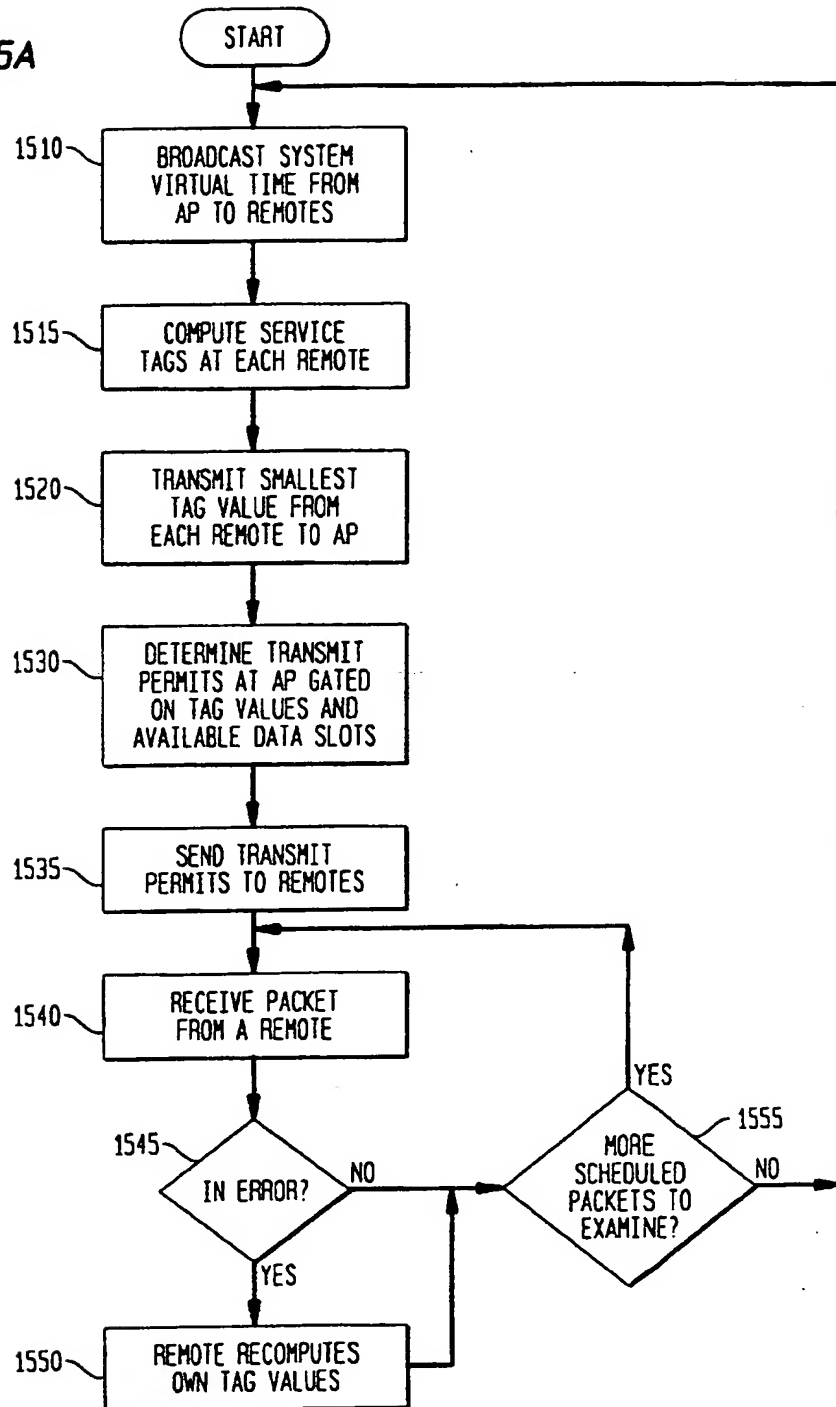 5A
START
1510
BROADCAST SYSTEM
VIRTUAL TIME FROM
AP TO REMOTES
1515
COMPUTE SERVICE
TAGS AT EACH REMOTE
1520
TRANSMIT SMALLEST
TAG VALUE FROM
EACH REMOTE TO AP
1530
DETERMINE TRANSMIT
PERMITS AT AP GATED
ON TAG VALUES AND
AVAILABLE DATA SLOTS
1535
SEND TRANSMIT
PERMITS TO REMOTES
1540
RECEIVE PACKET
FROM A REMOTE
1545
IN ERROR?
NO
YES
1550
REMOTE RECOMPUTES
OWN TAG VALUES
YES
1555
MORE
SCHEDULED
PACKETS TO
EXAMINE?
NO